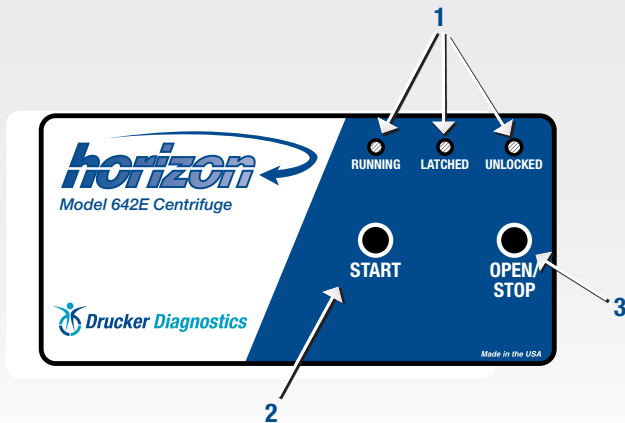 1
horizon
Model 642E Centrifuge
RUNNING LATCHED UNLOCKED
START
OPEN/
STOP
3
Drucker Diagnostics
Made in the USA
2